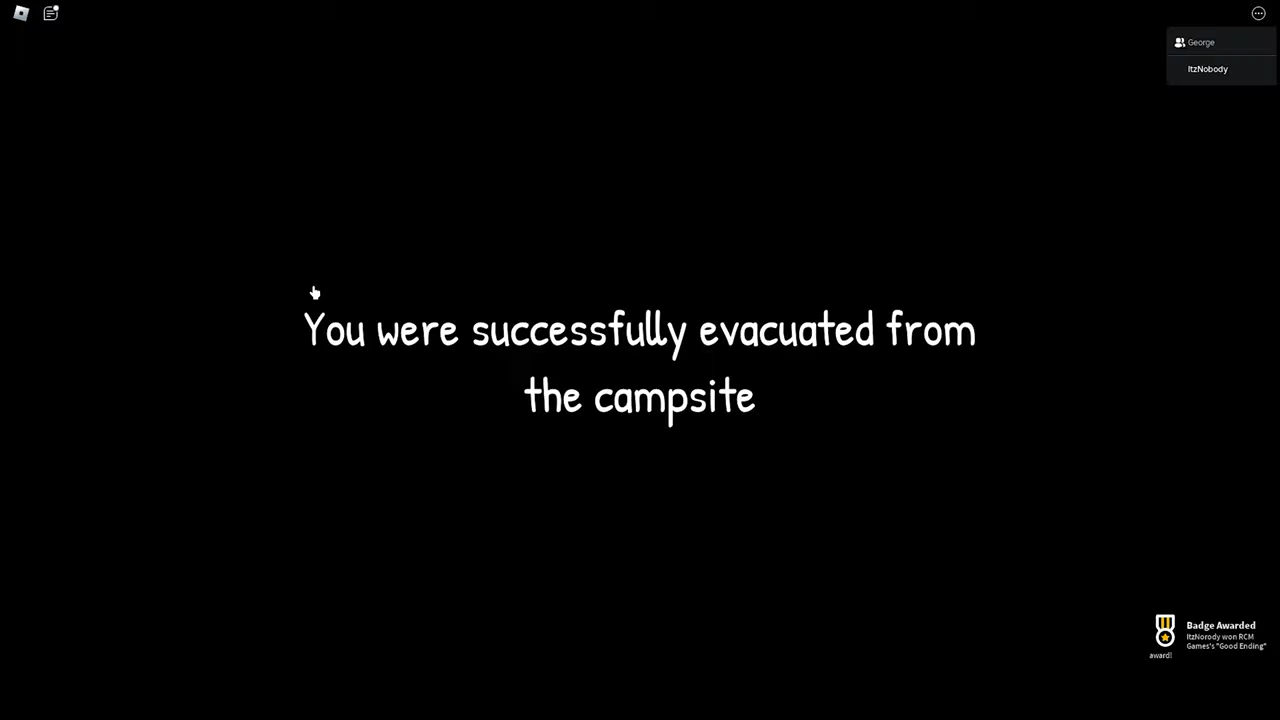 George
ItzNobody
You were successfully evacuated from
the campsite
Badge Awarded
ItzNorody won RCM
Games's "Good Ending"
award!